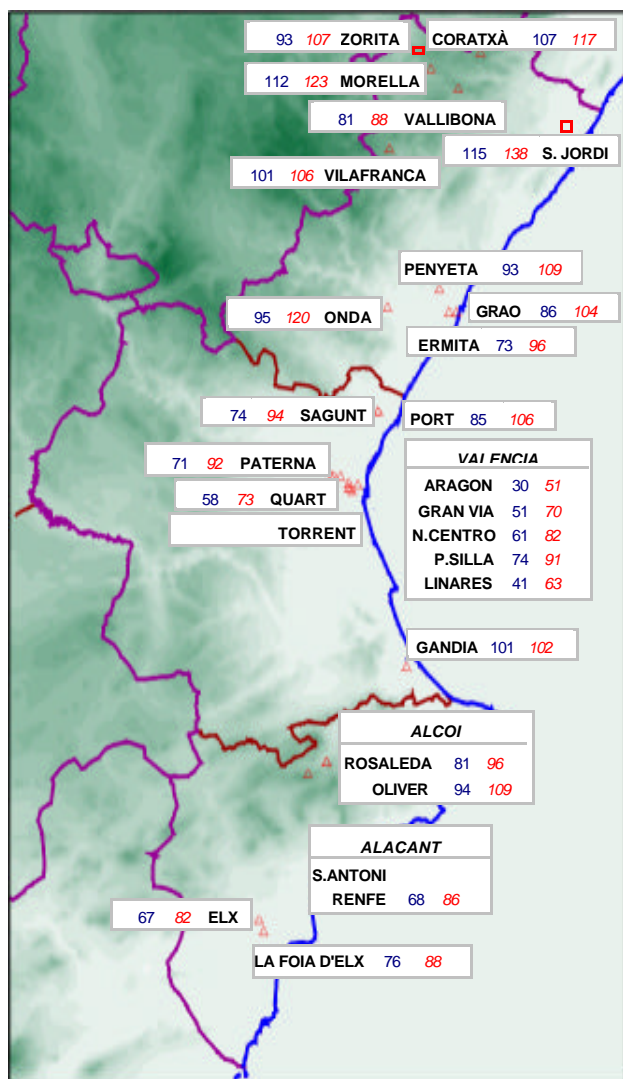 93 107 ZORITA
CORATXÀ 107 117
112 123 MORELLA
81 88 VALLIBONA
115 138 S. JORDI
101 106 VILAFRANCA
PENYETA 93 109
95 120 ONDA
GRAO 86 104
ERMITA 73 96
74 94 SAGUNT
PORT 85 106
71 92 PATERNA
58 73 QUART
TORRENT
VALENCIA
ARAGON 30 51
GRAN VIA 51 70
N.CENTRO 61 82
P.SILLA 74 91
LINARES 41 63
GANDIA 101 102
ALCOI
ROSALEDA 81 96
OLIVER 94 109
ALACANT
S.ANTONI
RENFE 68 86
67 82 ELX
LA FOIA D'ELX 76 88